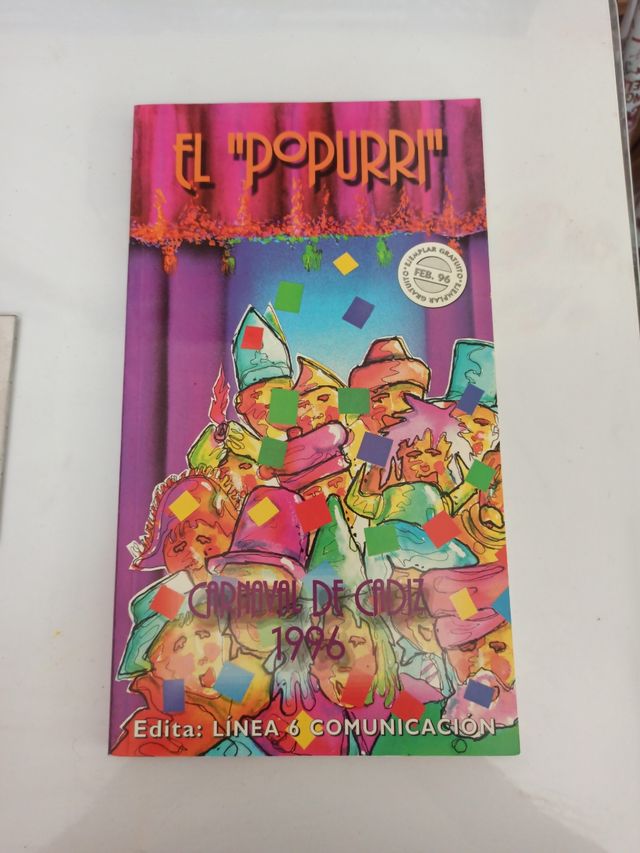 EL "POPURRI"
EJEMPLAR GRATUITO • EJEMPLAR GRATUITO •
FEB. 96
CARNAVAL DE CADIZ
1996
Edita: LÍNEA 6 COMUNICACIÓN